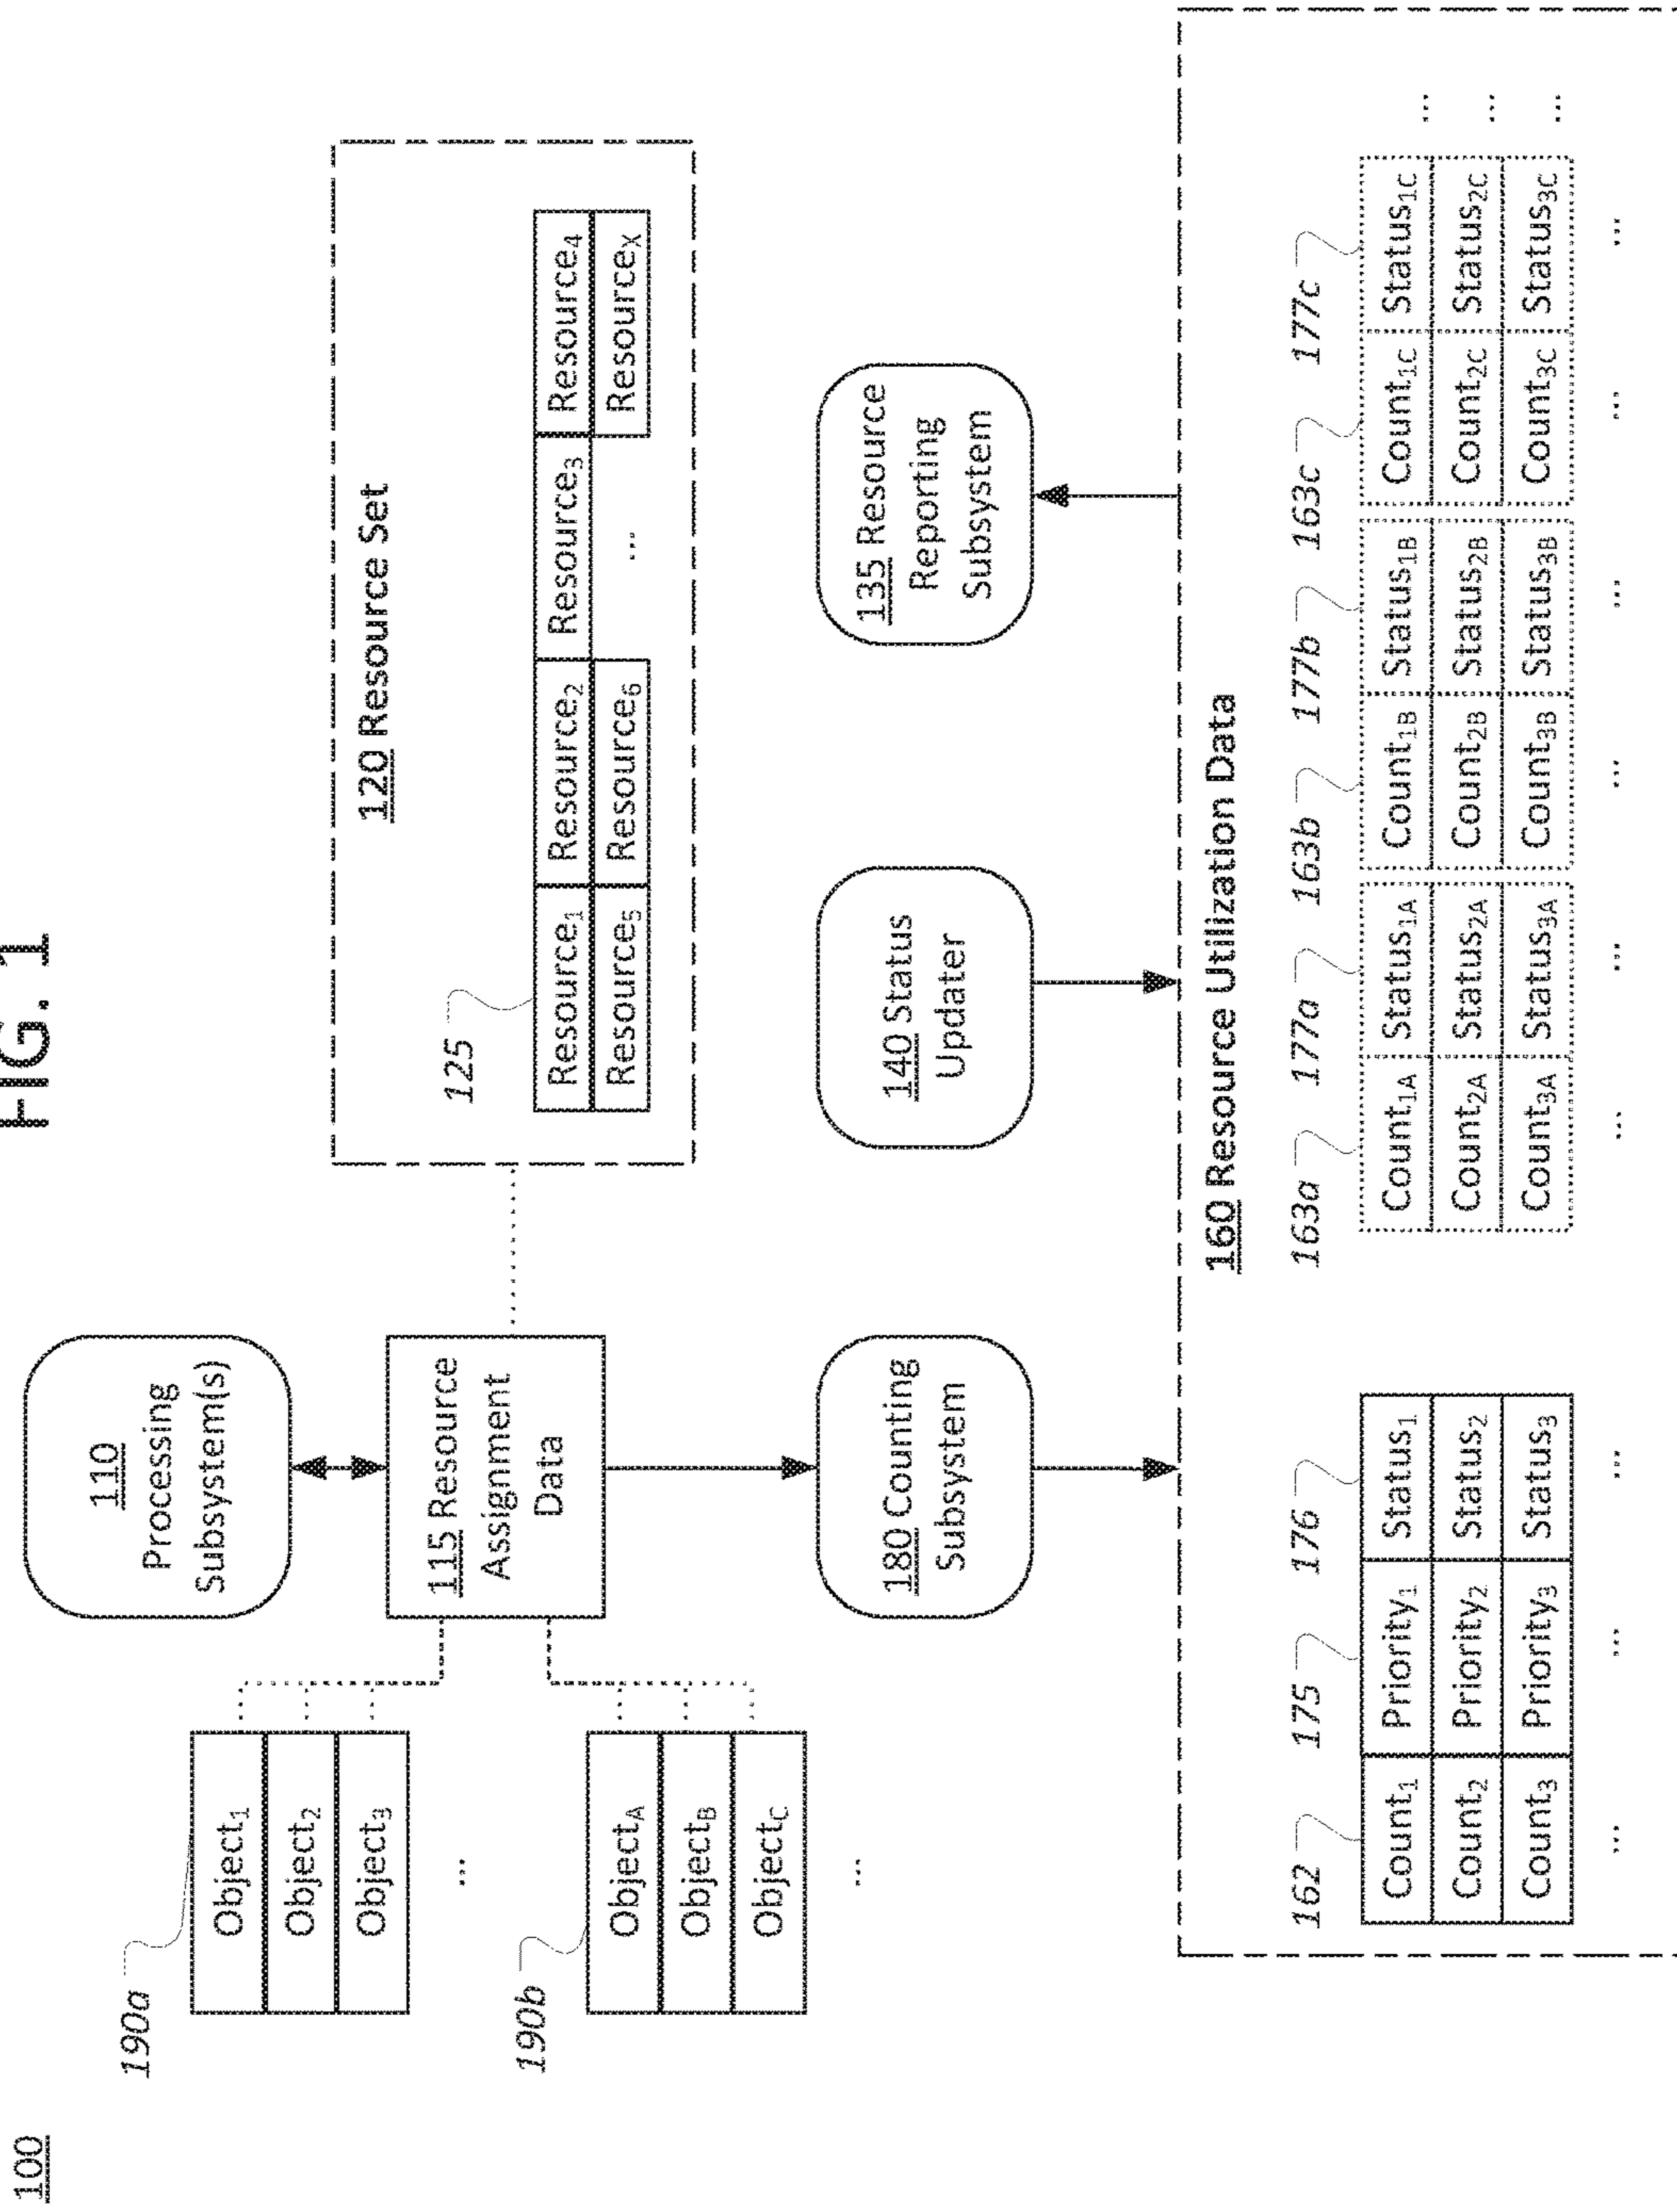 100
FIG. 1
190a
Object1
Object2
Object3
...
190b
ObjectA
ObjectB
ObjectC
...
110
Processing
Subsystem(s)
115 Resource
Assignment
Data
120 Resource Set
125
Resource1 Resource2 Resource3 Resource4
Resource5 Resource6 ... ResourceX
180 Counting
Subsystem
140 Status
Updater
135 Resource
Reporting
Subsystem
160 Resource Utilization Data
162 175 176 163a 177a 163b 177b 163c 177c
Count1 Priority1 Status1 Count1A Status1A Count1B Status1B Count1C Status1C ...
Count2 Priority2 Status2 Count2A Status2A Count2B Status2B Count2C Status2C ...
Count3 Priority3 Status3 Count3A Status3A Count3B Status3B Count3C Status3C ...
... ... ... ... ... ... ... ... ...